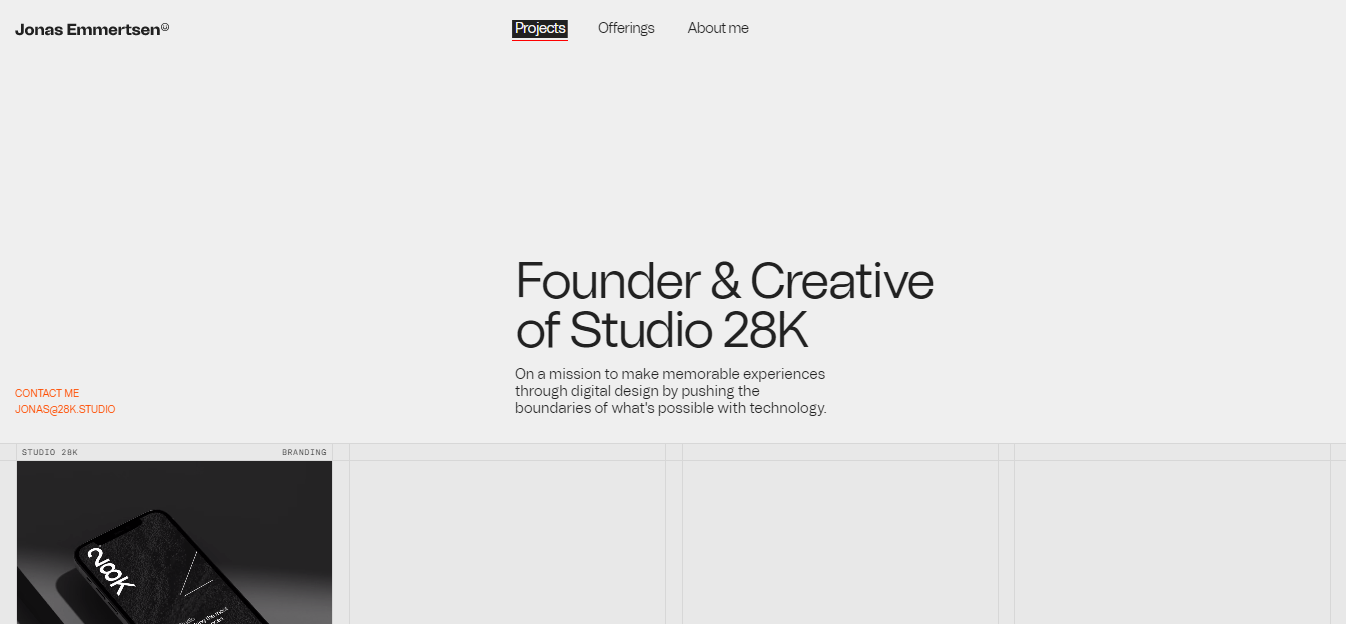 Jonas Emmertsen
Projects
Offerings
About me
Founder & Creative
of Studio 28K
On a mission to make memorable experiences
through digital design by pushing the
boundaries of what's possible with technology.
CONTACT ME
JONAS@28K.STUDIO
STUDIO 28K
BRANDING